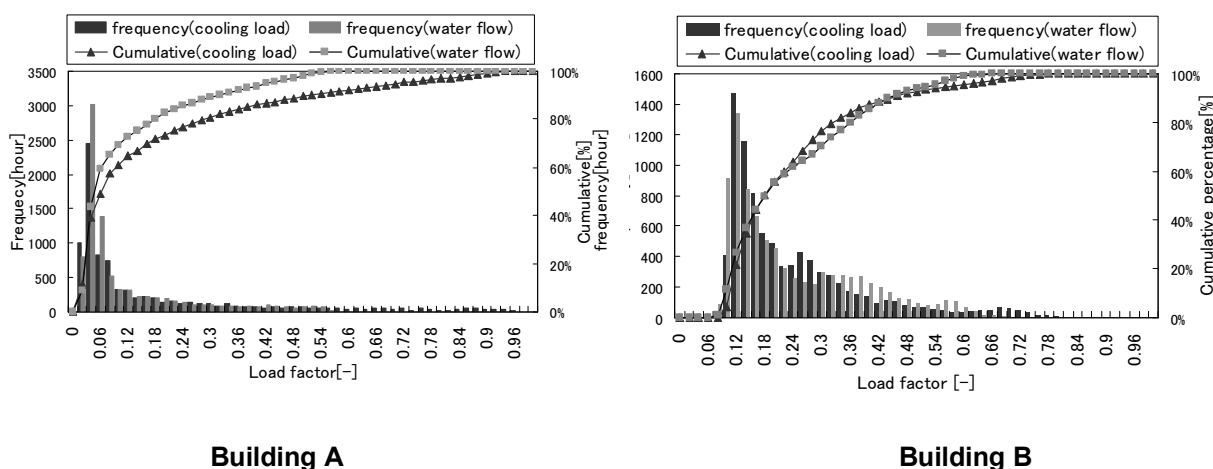 frequency(cooling load) frequency(water flow)
Cumulative(cooling load) Cumulative(water flow)
3500
3000
2500
2000
1500
1000
500
0
Frequecy[hour]
100%
80%
60%
40%
20%
0%
Cumulative[%]
frequency[hour]
0 0.06 0.12 0.18 0.24 0.3 0.36 0.42 0.48 0.54 0.6 0.66 0.72 0.78 0.84 0.9 0.96
Load factor[-]
Building A
frequency(cooling load) frequency(water flow)
Cumulative(cooling load) Cumulative(water flow)
1600
1400
1200
1000
800
600
400
200
0
100%
80%
60%
40%
20%
0%
Cumulative percentage[%]
0 0.06 0.12 0.18 0.24 0.3 0.36 0.42 0.48 0.54 0.6 0.66 0.72 0.78 0.84 0.9 0.96
Load factor [-]
Building B